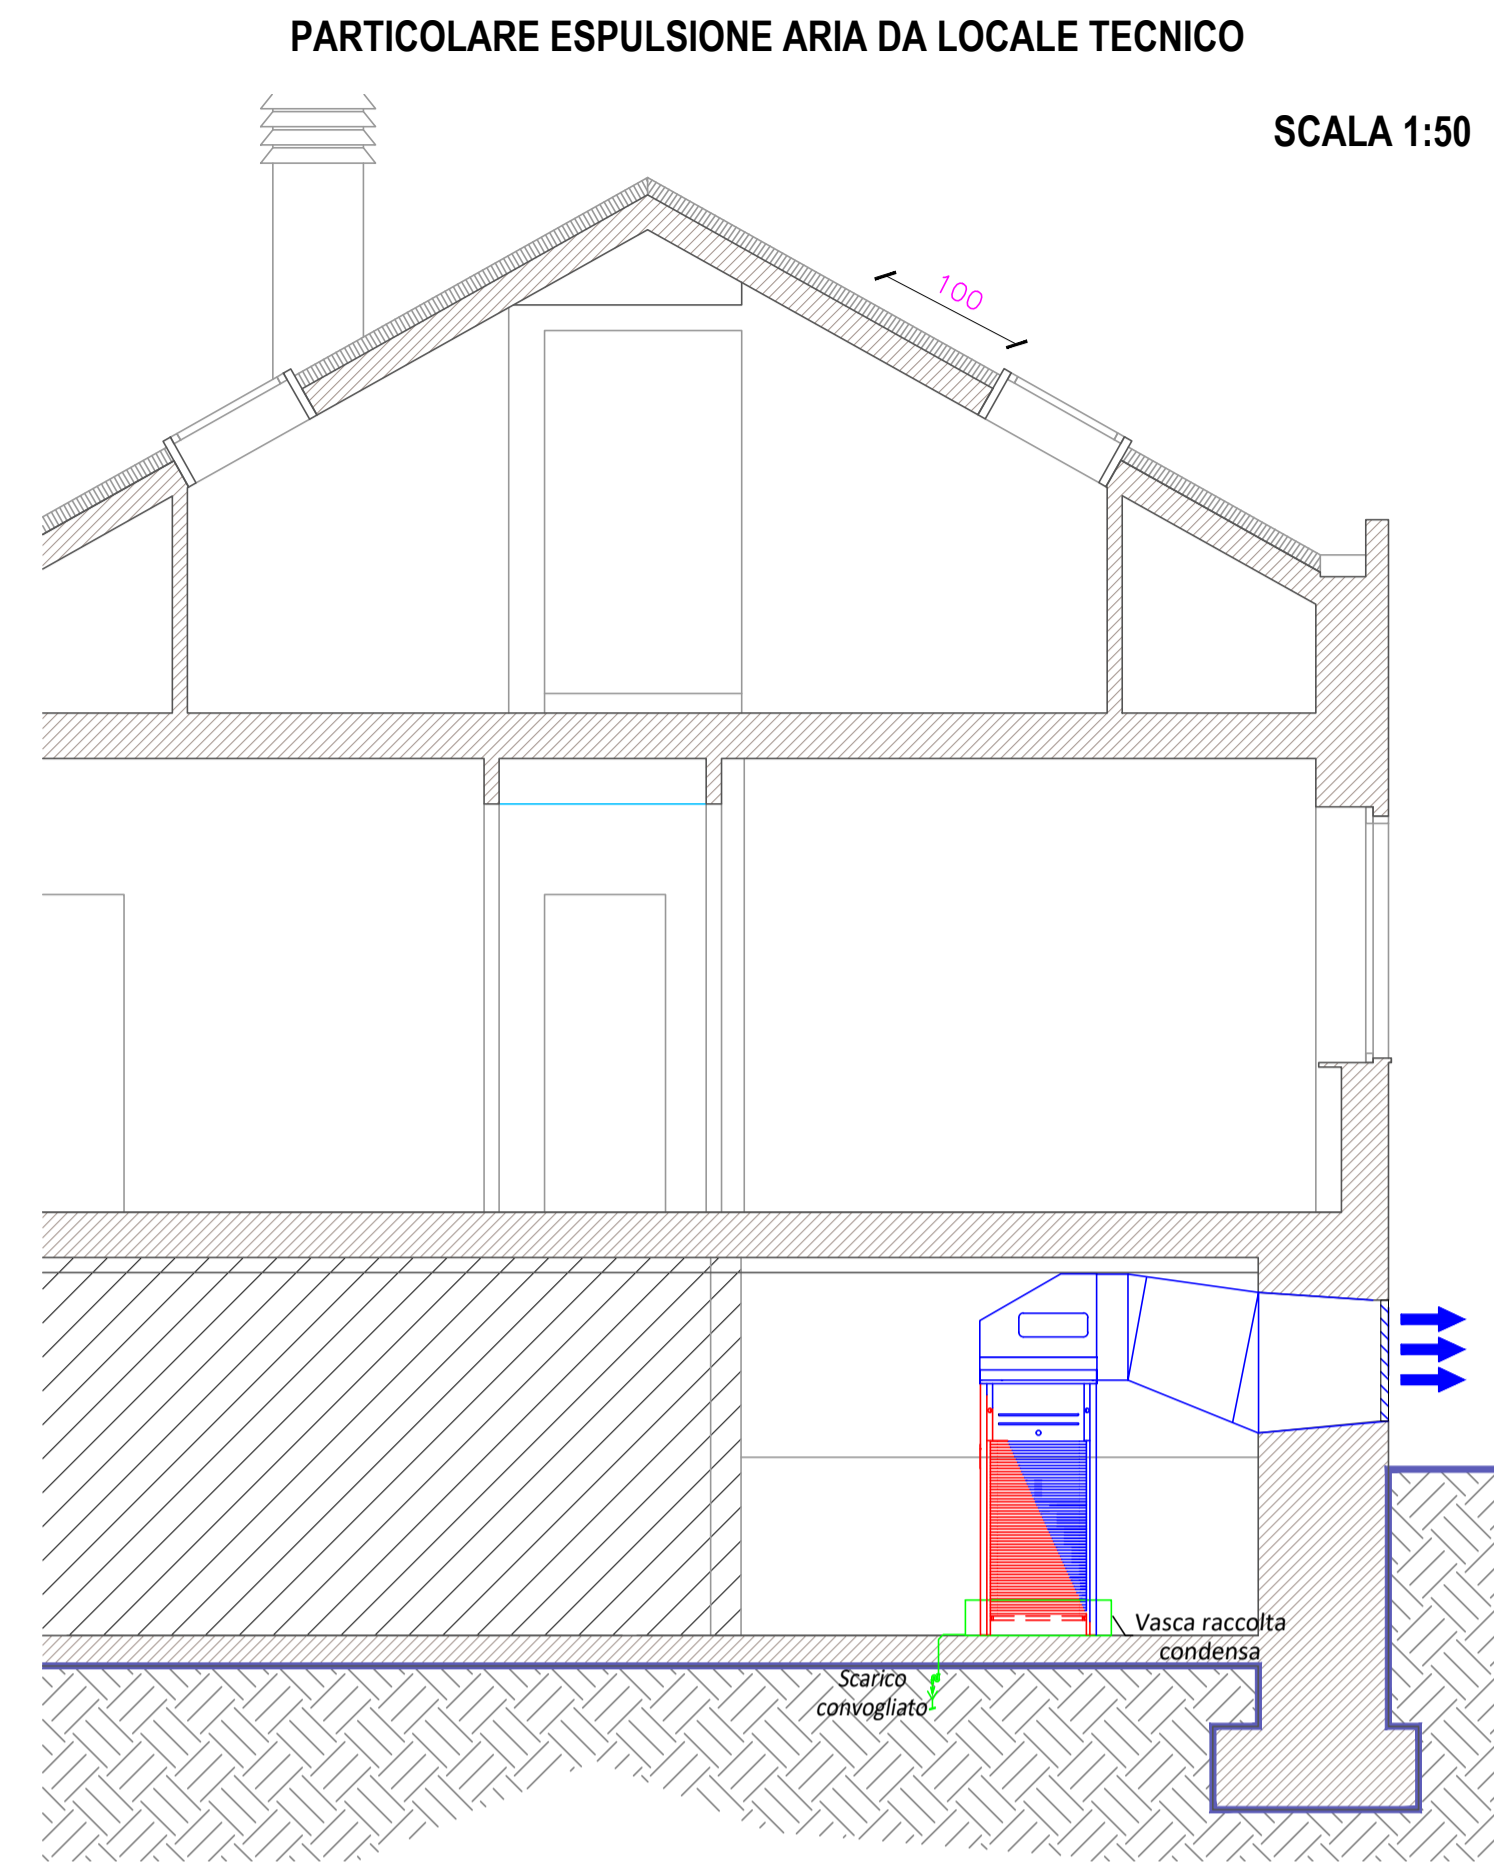 PARTICOLARE ESPULSIONE ARIA DA LOCALE TECNICO
SCALA 1:50
100
Vasca raccolta
condensa
Scarico
convogliato